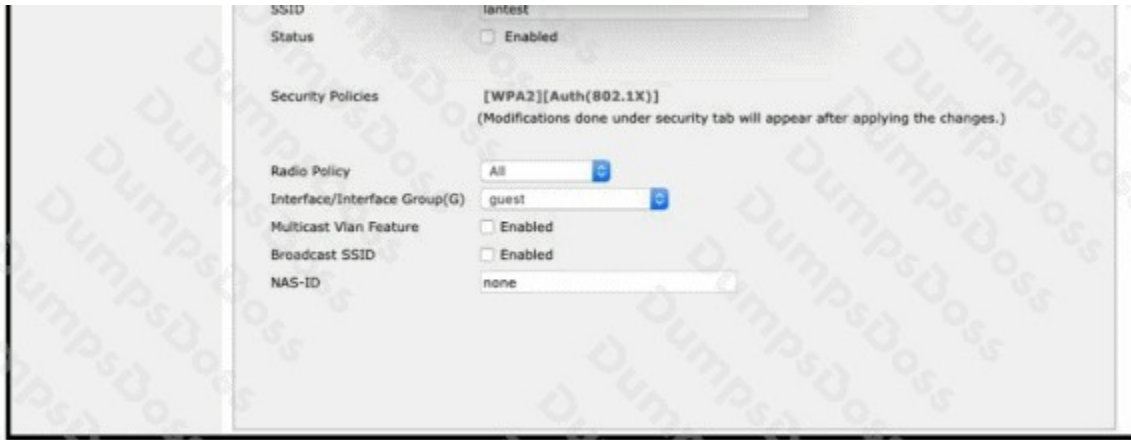 SSID lantest
Status Enabled
Security Policies [WPA2][Auth(802.1X)]
(Modifications done under security tab will appear after applying the changes.)
Radio Policy All
Interface/Interface Group(G) guest
Multicast Vlan Feature Enabled
Broadcast SSID Enabled
NAS-ID none
DumpsDoss